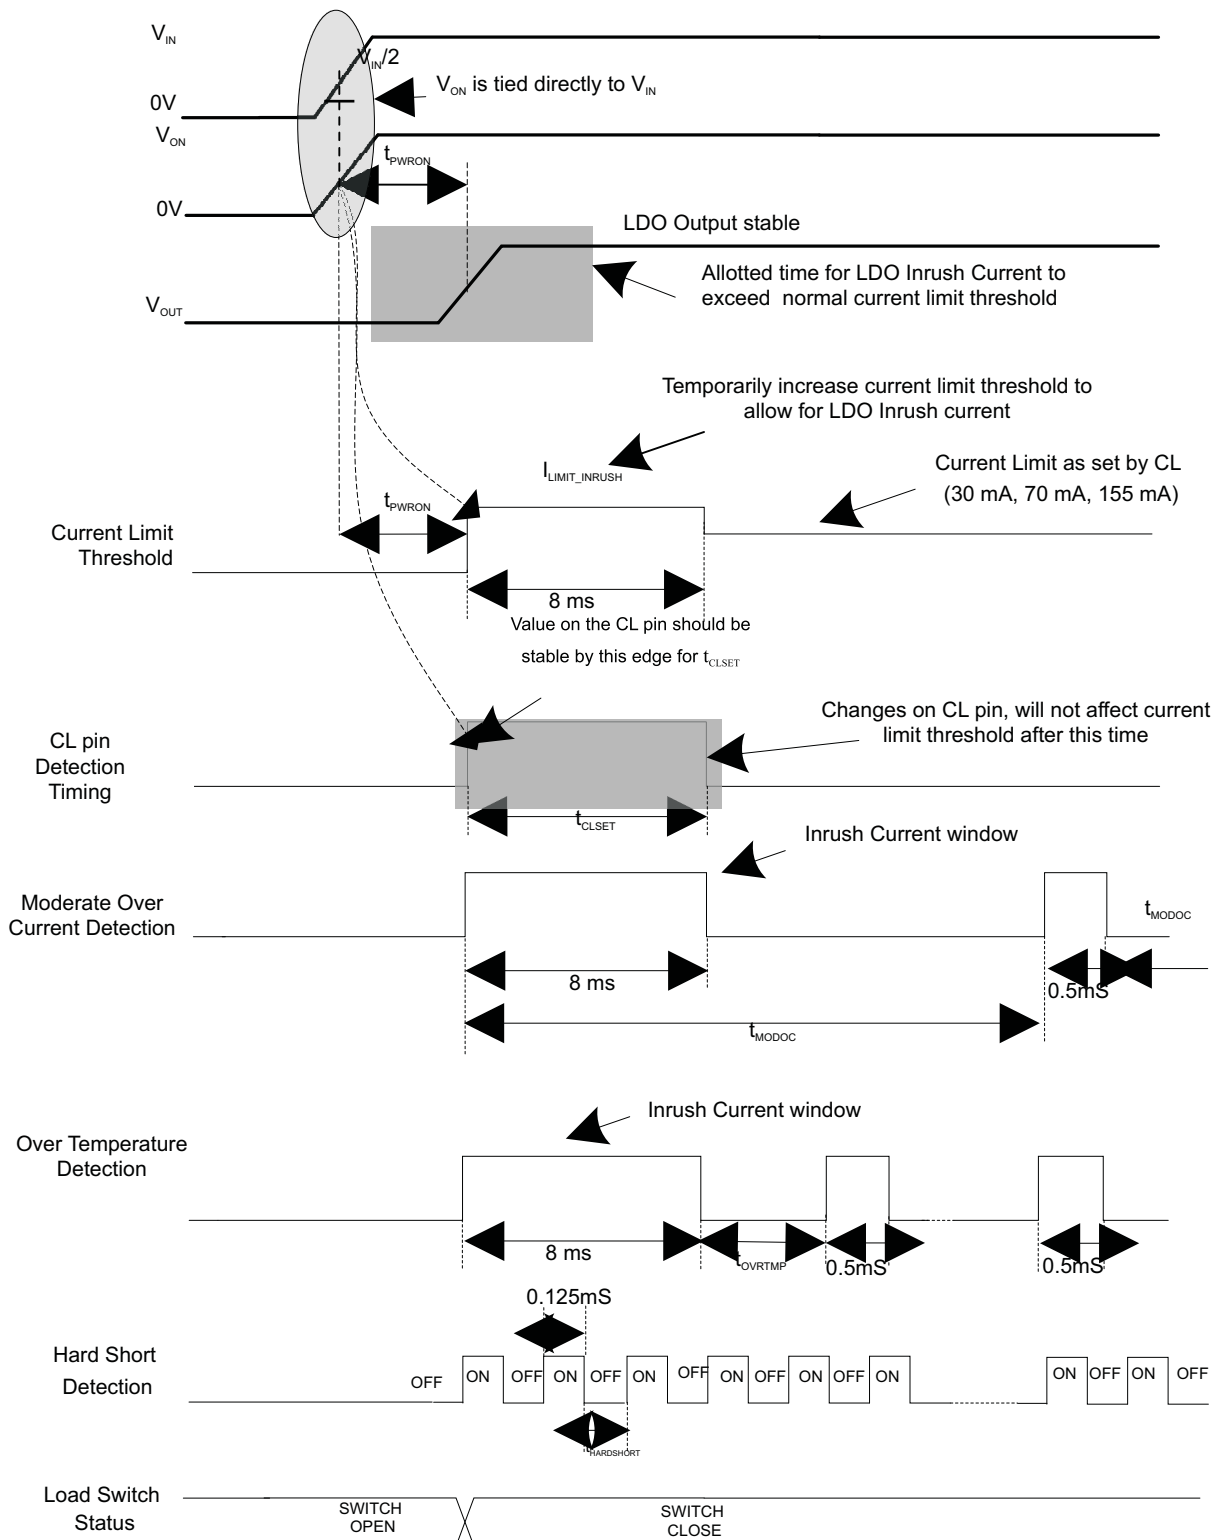 VIN
VIN/2
VON is tied directly to VIN
0V
VON
tPWRON
0V
LDO Output stable
Allotted time for LDO Inrush Current to
exceed normal current limit threshold
VOUT
Temporarily increase current limit threshold to
allow for LDO Inrush current
ILIMIT_INRUSH
Current Limit as set by CL
(30 mA, 70 mA, 155 mA)
tPWRON
Current Limit
Threshold
8 ms
Value on the CL pin should be
stable by this edge for tCLSET
Changes on CL pin, will not affect current
limit threshold after this time
CL pin
Detection
Timing
tCLSET
Inrush Current window
Moderate Over
Current Detection
tMODOC
8 ms
0.5mS
tMODOC
Inrush Current window
Over Temperature
Detection
8 ms
tOVRTMP
0.5mS
0.5mS
0.125mS
Hard Short
Detection
OFF ON OFF ON OFF ON OFF ON OFF ON OFF ON ON OFF ON OFF
tHARDSHORT
Load Switch
Status
SWITCH
OPEN
SWITCH
CLOSE